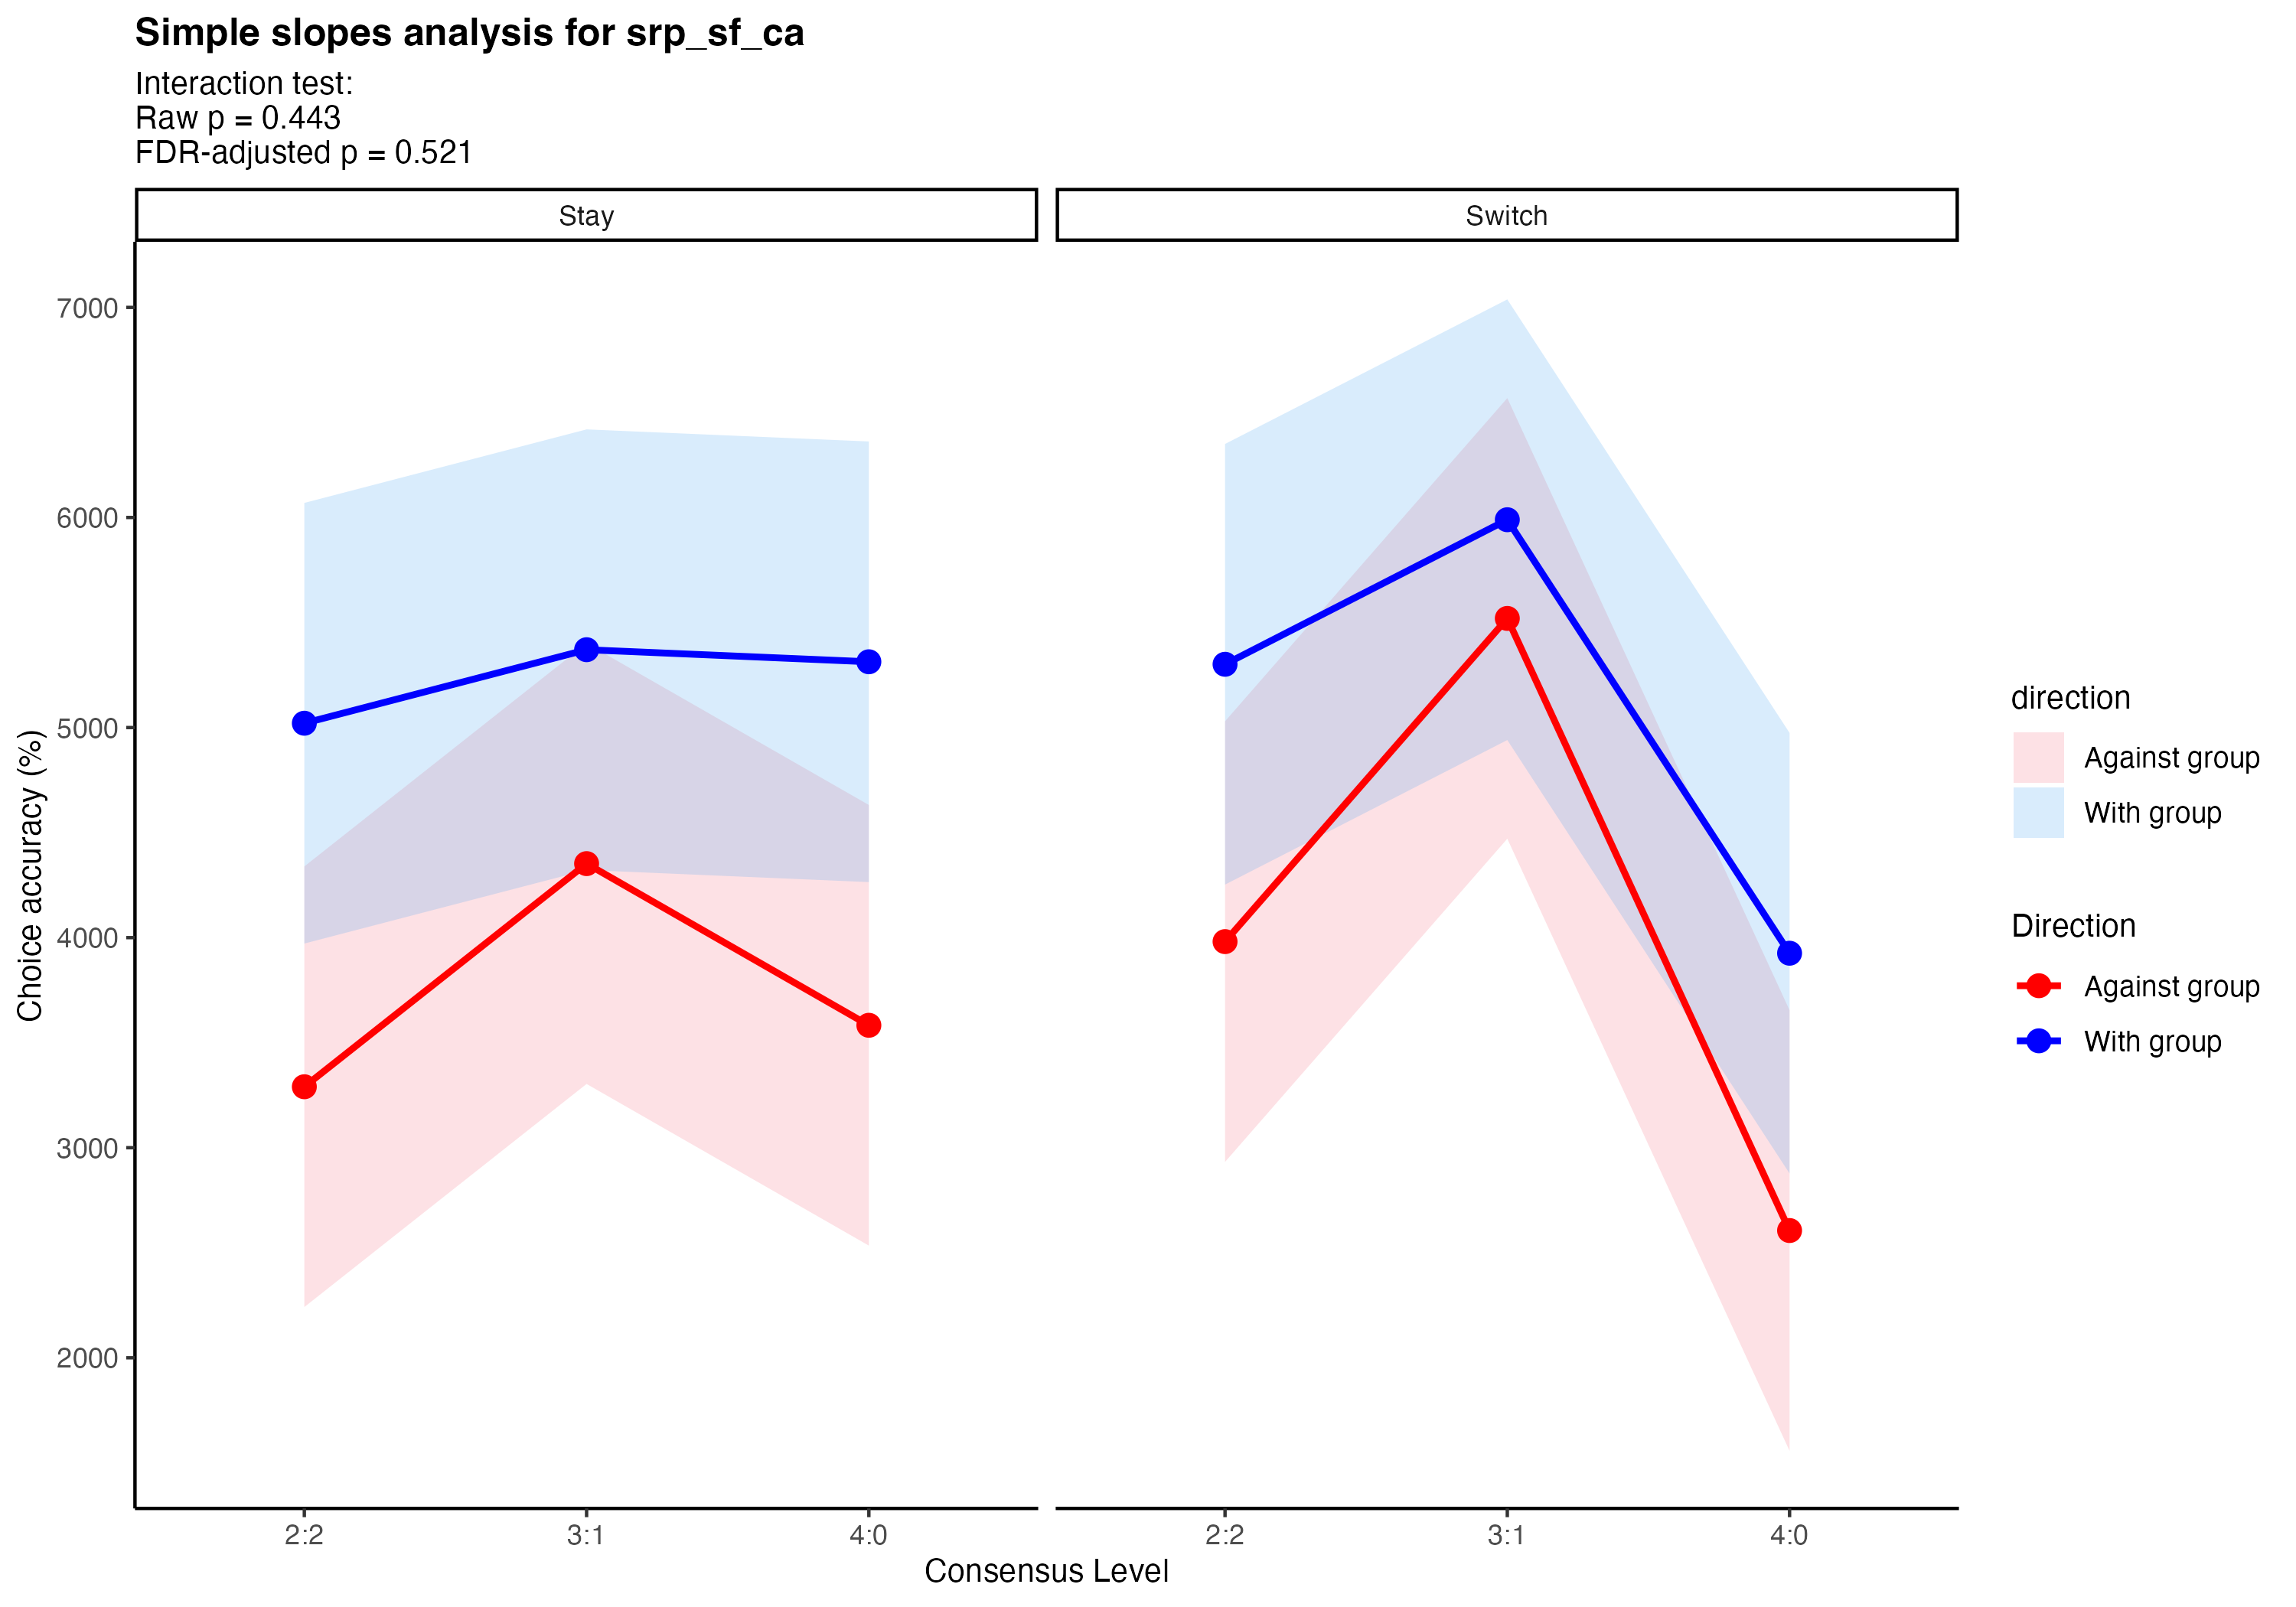 Simple slopes analysis for srp_sf_ca
Interaction test:
Raw p = 0.443
FDR-adjusted p = 0.521
Stay
Switch
7000
6000
5000
4000
3000
2000
Choice accuracy (%)
2:2
3:1
4:0
2:2
3:1
4:0
Consensus Level
direction
Against group
With group
Direction
Against group
With group